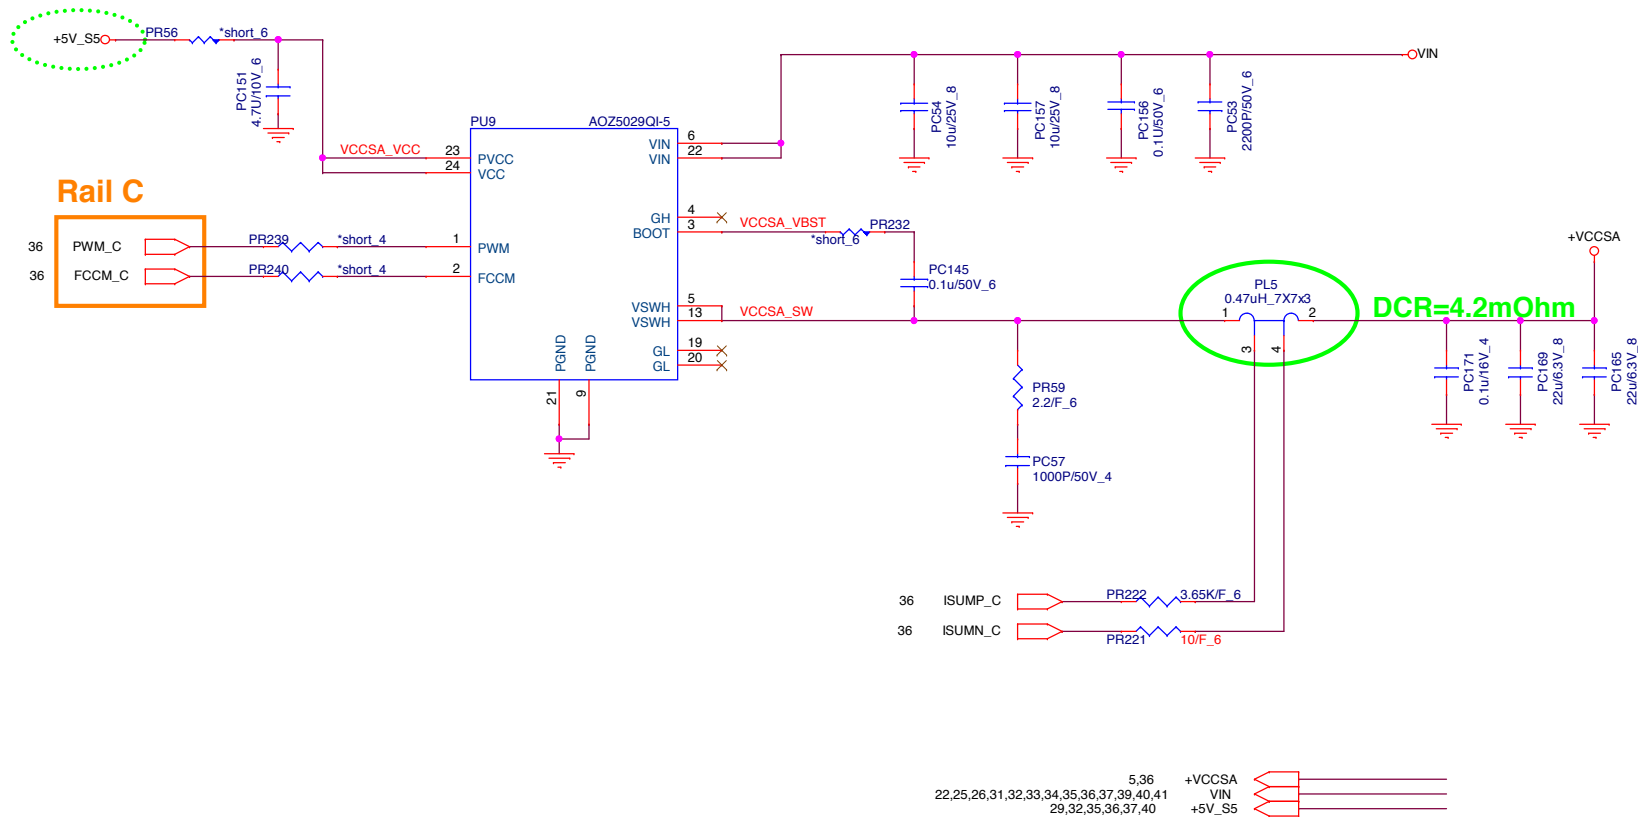 +5V_S5
PR56
*short_6
PC151
4.7U/10V_6
VIN
PC54
10u/25V_8
PC157
10u/25V_8
PC156
0.1U/50V_6
PC53
2200P/50V_6
PU9
AOZ5029QI-5
VCCSA_VCC
23
PVCC
24
VCC
VIN
6
VIN
22
Rail C
36
PWM_C
PR239
*short_4
1
PWM
36
FCCM_C
PR240
*short_4
2
FCCM
GH
4
BOOT
3
VCCSA_VBST
*short_6
PR232
PC145
0.1u/50V_6
VSWH
5
VSWH
13
VCCSA_SW
GL
19
GL
20
PGND
PGND
21
9
PL5
0.47uH_7X7x3
1
2
3
4
DCR=4.2mOhm
+VCCSA
PC171
0.1u/16V_4
PC169
22u/6.3V_8
PC165
22u/6.3V_8
PR59
2.2/F_6
PC57
1000P/50V_4
36
ISUMP_C
PR222
3.65K/F_6
36
ISUMN_C
PR221
10/F_6
5,36
+VCCSA
22,25,26,31,32,33,34,35,36,37,39,40,41
VIN
29,32,35,36,37,40
+5V_S5